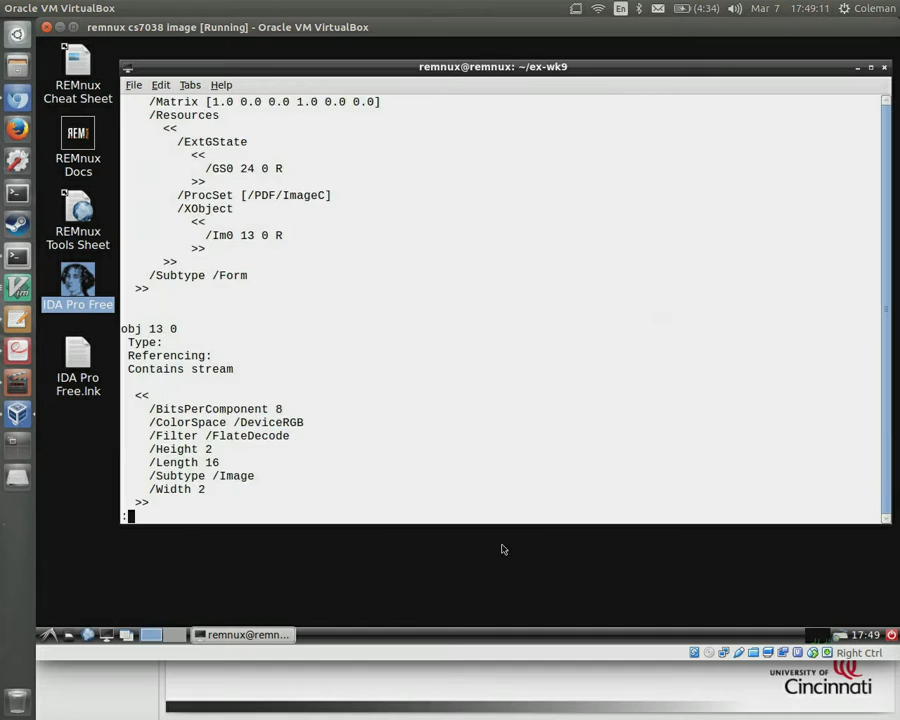 Oracle VM VirtualBox
En
(4:34)
Mar 7
17:49:11
Coleman
remnux cs7038 image [Running] - Oracle VM VirtualBox
remnux@remnux: ~/ex-wk9
File Edit Tabs Help
REMnux
Cheat Sheet
REM
REMnux
Docs
REMnux
Tools Sheet
IDA Pro Free
IDA Pro
Free.lnk
/Matrix [1.0 0.0 0.0 1.0 0.0 0.0]
/Resources
<<
/ExtGState
<<
/GS0 24 0 R
>>
/ProcSet [/PDF/ImageC]
/XObject
<<
/Im0 13 0 R
>>
>>
/Subtype /Form
>>
obj 13 0
Type:
Referencing:
Contains stream
<<
/BitsPerComponent 8
/ColorSpace /DeviceRGB
/Filter /FlateDecode
/Height 2
/Length 16
/Subtype /Image
/Width 2
>>
:
remnux@remn...
17:49
Right Ctrl
UNIVERSITY OF
Cincinnati